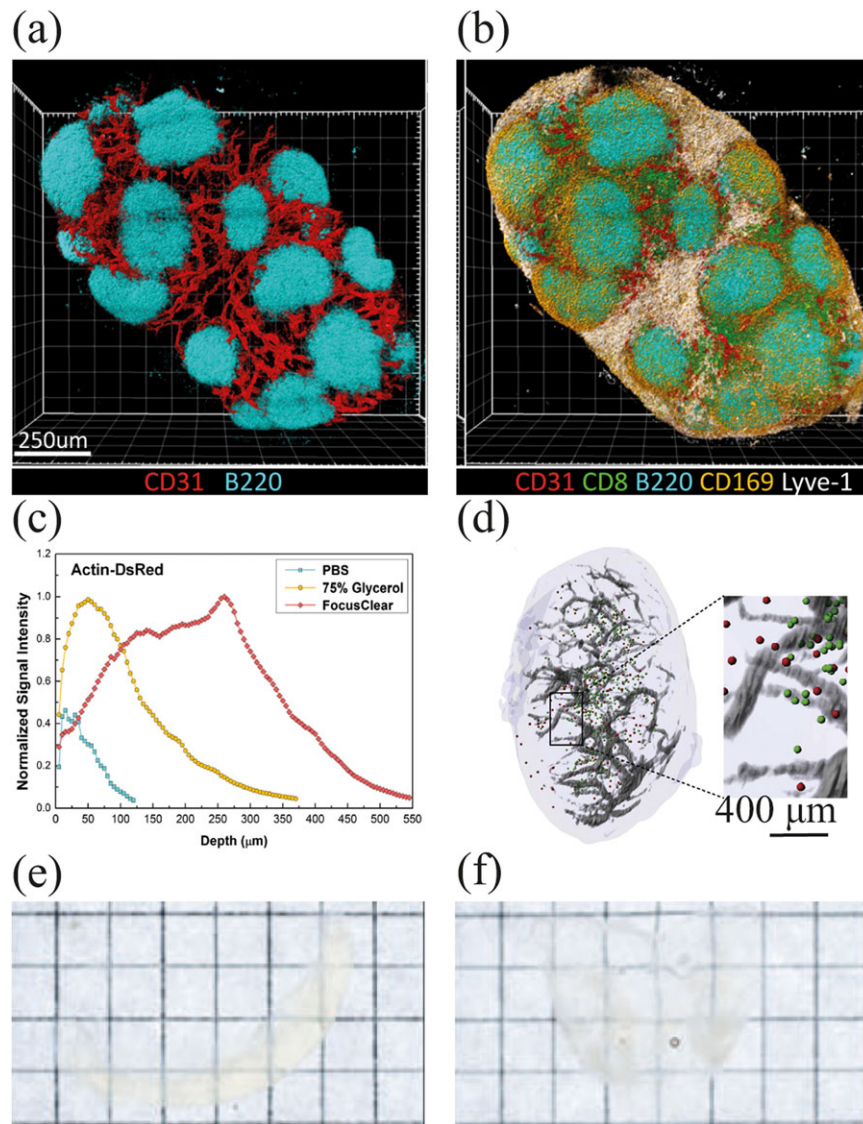 (a)
(b)
250um
CD31 B220
CD31 CD8 B220 CD169 Lyve-1
(c)
(d)
Actin-DsRed
PBS
75% Glycerol
FocusClear
Normalized Signal Intensity
1.2
1.0
0.8
0.6
0.4
0.2
0.0
0 50 100 150 200 250 300 350 400 450 500 550
Depth (μm)
400 μm
(e)
(f)